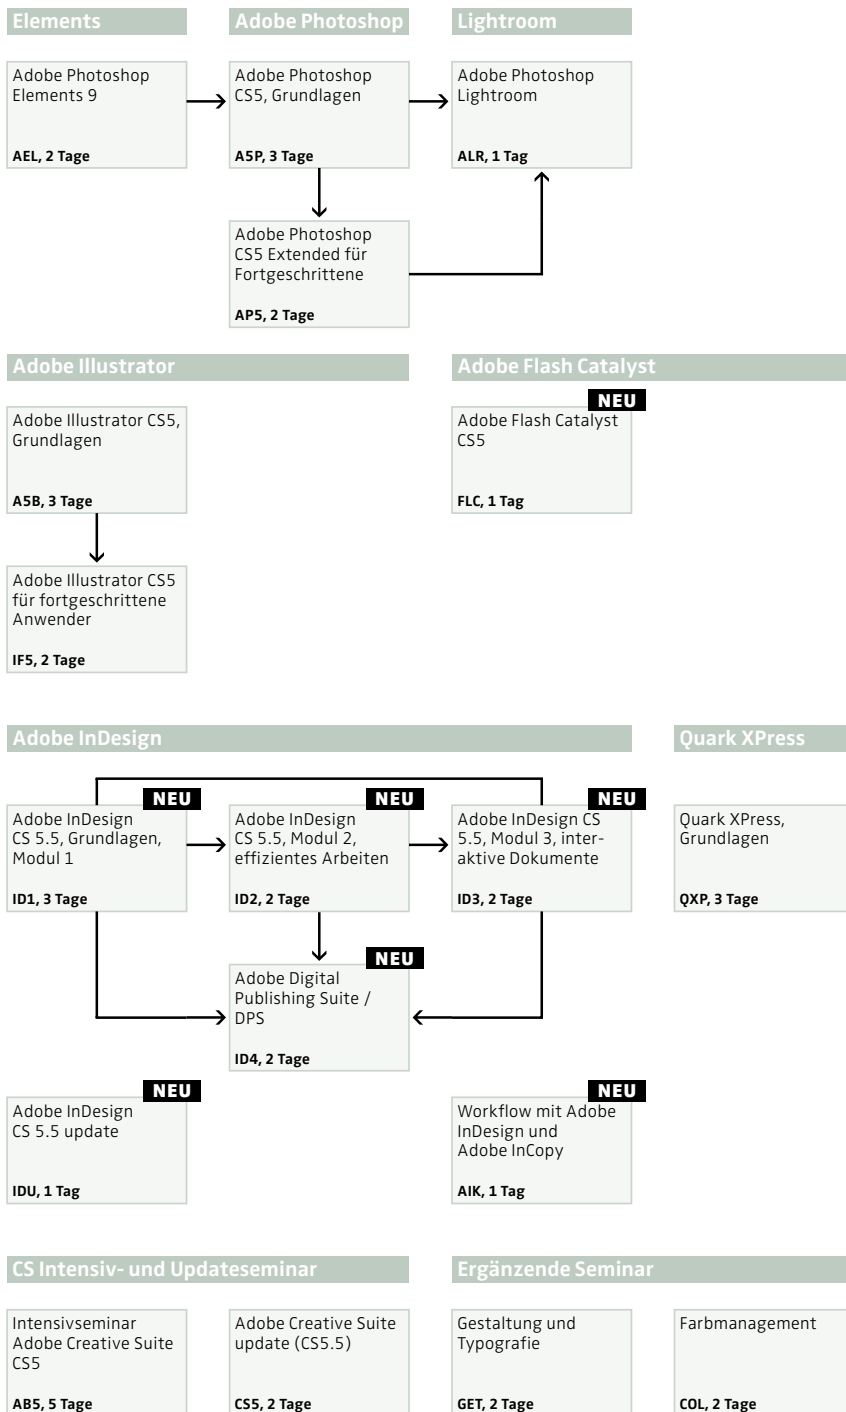 Elements
Adobe Photoshop
Lightroom
Adobe Photoshop
Elements 9
AEL, 2 Tage
Adobe Photoshop
CS5, Grundlagen
A5P, 3 Tage
Adobe Photoshop
Lightroom
ALR, 1 Tag
Adobe Photoshop
CS5 Extended für
Fortgeschrittene
AP5, 2 Tage
Adobe Illustrator
Adobe Flash Catalyst
Adobe Illustrator CS5,
Grundlagen
A5B, 3 Tage
NEU
Adobe Flash Catalyst
CS5
FLC, 1 Tag
Adobe Illustrator CS5
für fortgeschrittene
Anwender
IF5, 2 Tage
Adobe InDesign
Quark XPress
NEU
Adobe InDesign
CS 5.5, Grundlagen,
Modul 1
ID1, 3 Tage
NEU
Adobe InDesign
CS 5.5, Modul 2,
effizientes Arbeiten
ID2, 2 Tage
NEU
Adobe InDesign CS
5.5, Modul 3, inter-
aktive Dokumente
ID3, 2 Tage
Quark XPress,
Grundlagen
QXP, 3 Tage
NEU
Adobe Digital
Publishing Suite /
DPS
ID4, 2 Tage
NEU
Adobe InDesign
CS 5.5 update
IDU, 1 Tag
NEU
Workflow mit Adobe
InDesign und
Adobe InCopy
AIK, 1 Tag
CS Intensiv- und Updateseminar
Ergänzende Seminar
Intensivseminar
Adobe Creative Suite
CS5
AB5, 5 Tage
Adobe Creative Suite
update (CS5.5)
CS5, 2 Tage
Gestaltung und
Typografie
GET, 2 Tage
Farbmanagement
COL, 2 Tage